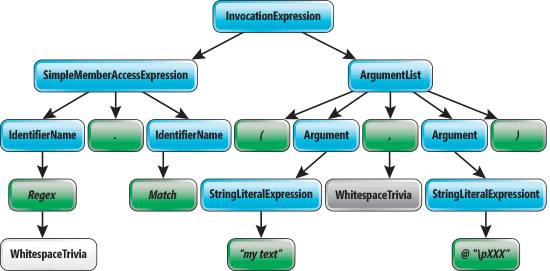 InvocationExpression
SimpleMemberAccessExpression ArgumentList
IdentifierName . IdentifierName ( Argument , Argument )
Regex Match StringLiteralExpression WhitespaceTrivia StringLiteralExpressiont
WhitespaceTrivia "my text" @ "\pXXX"